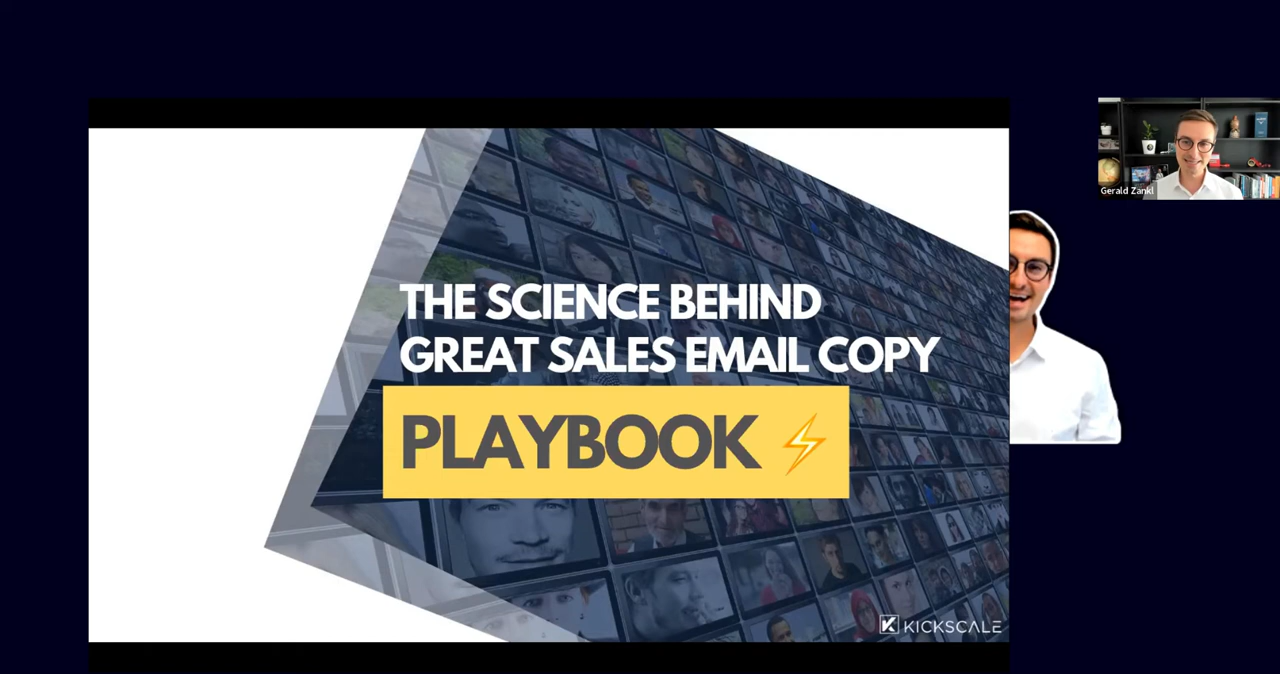 THE SCIENCE BEHIND
GREAT SALES EMAIL COPY
PLAYBOOK
KICKSCALE
Gerald Zankl